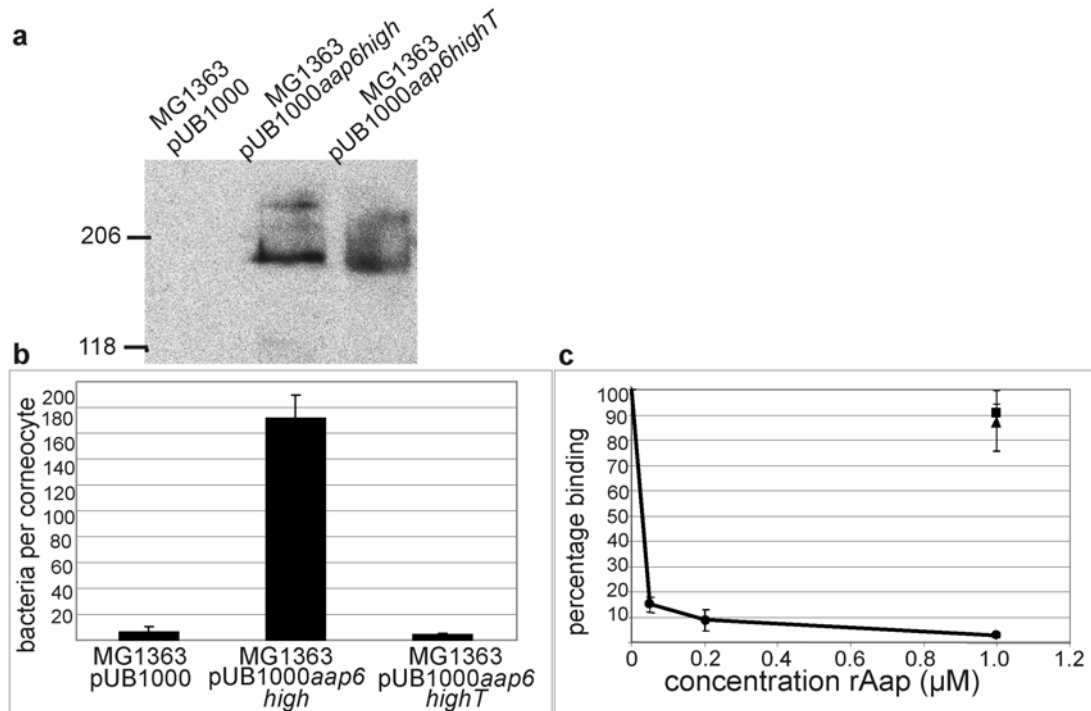 a
MG1363
pUB1000
MG1363
pUB1000aap6high
MG1363
pUB1000aap6highT
206
118
b
bacteria per corneocyte
200
180
160
140
120
100
80
60
40
20
MG1363
pUB1000
MG1363
pUB1000aap6
high
MG1363
pUB1000aap6
highT
c
percentage binding
100
90
80
70
60
50
40
30
20
10
0
0
0.2
0.4
0.6
0.8
1.0
1.2
concentration rAap (µM)